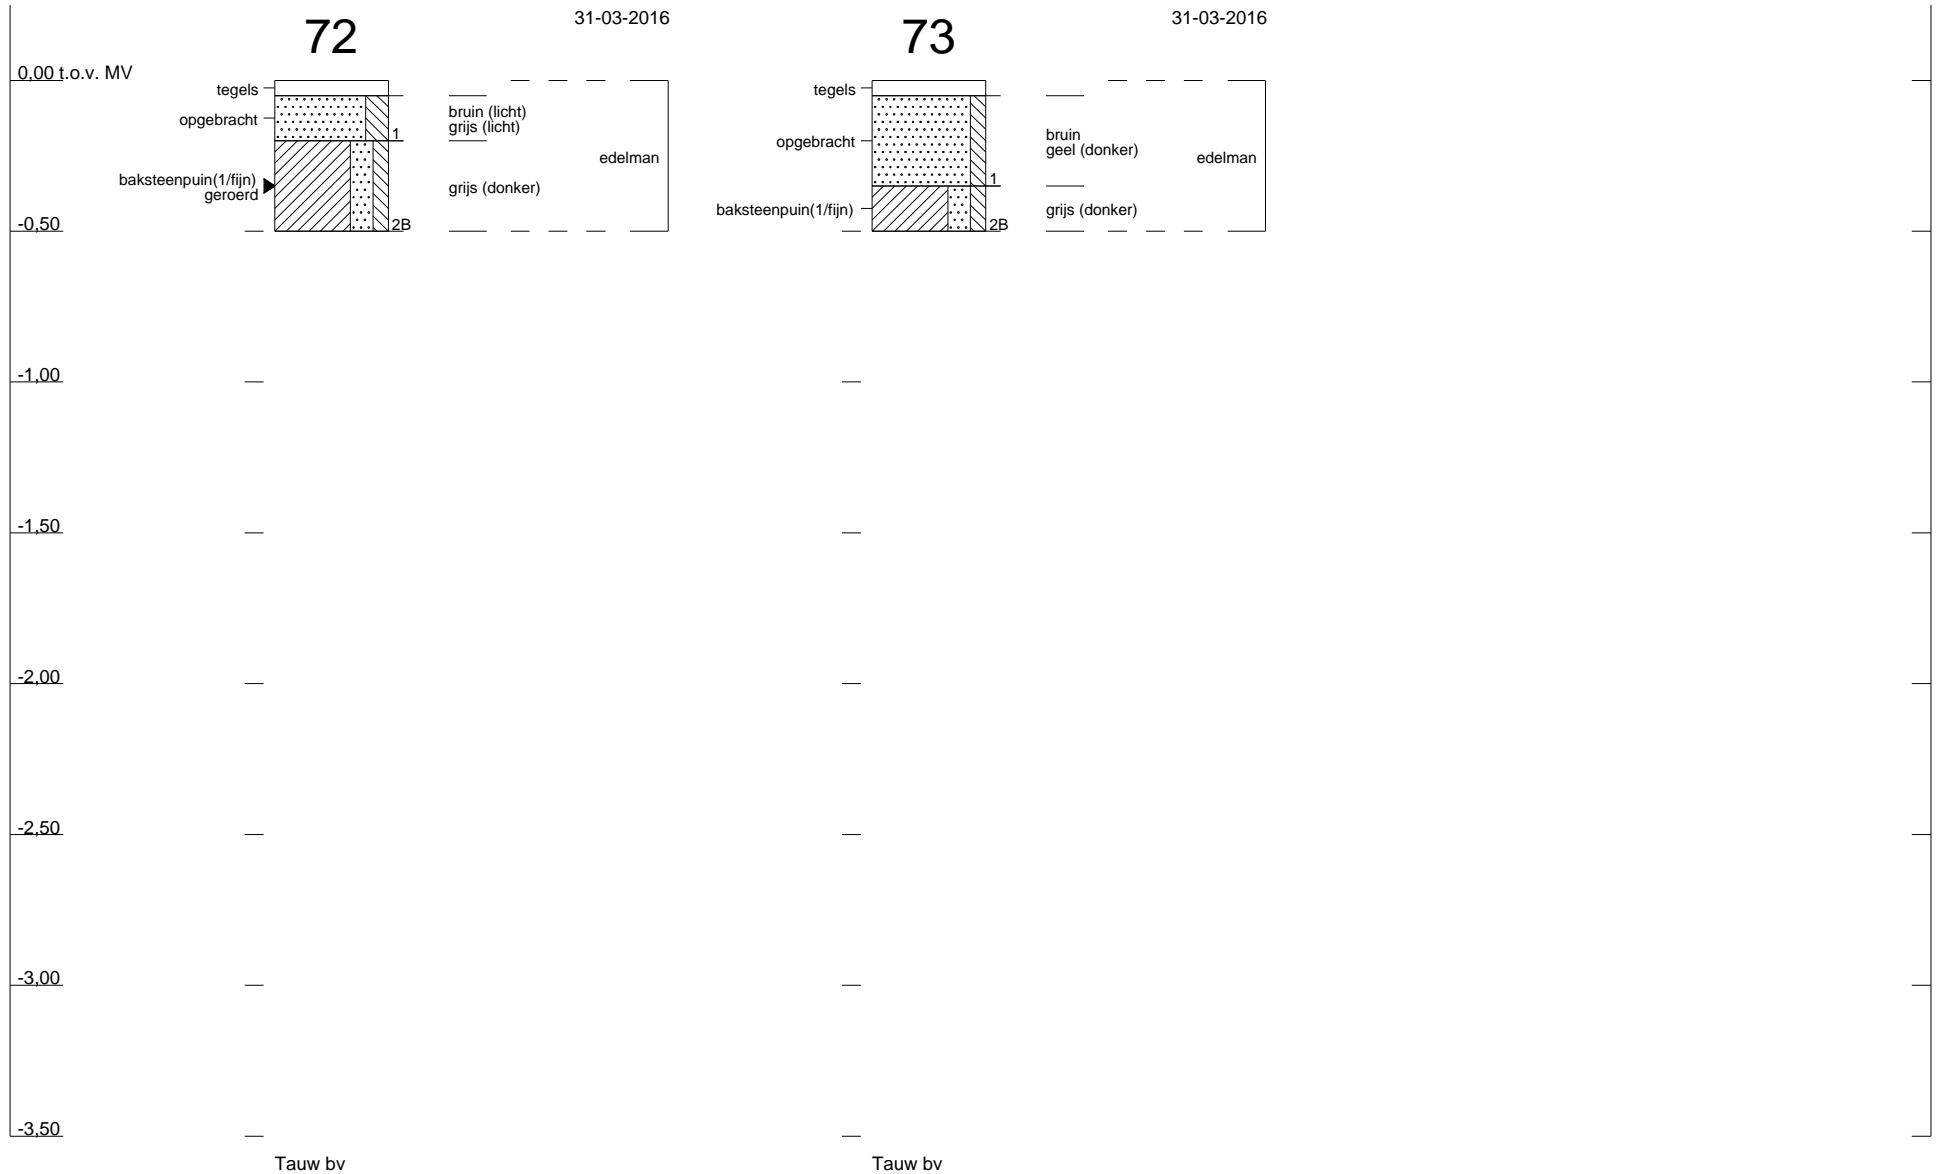 31-03-2016
31-03-2016
72
73
0,00 t.o.v. MV
tegels
opgebracht
baksteenpuin(1/fijn)
geroerd
1
2B
bruin (licht)
grijs (licht)
grijs (donker)
edelman
tegels
opgebracht
baksteenpuin(1/fijn)
1
2B
bruin
geel (donker)
grijs (donker)
edelman
-0,50
-1,00
-1,50
-2,00
-2,50
-3,00
-3,50
Tauw bv
Tauw bv